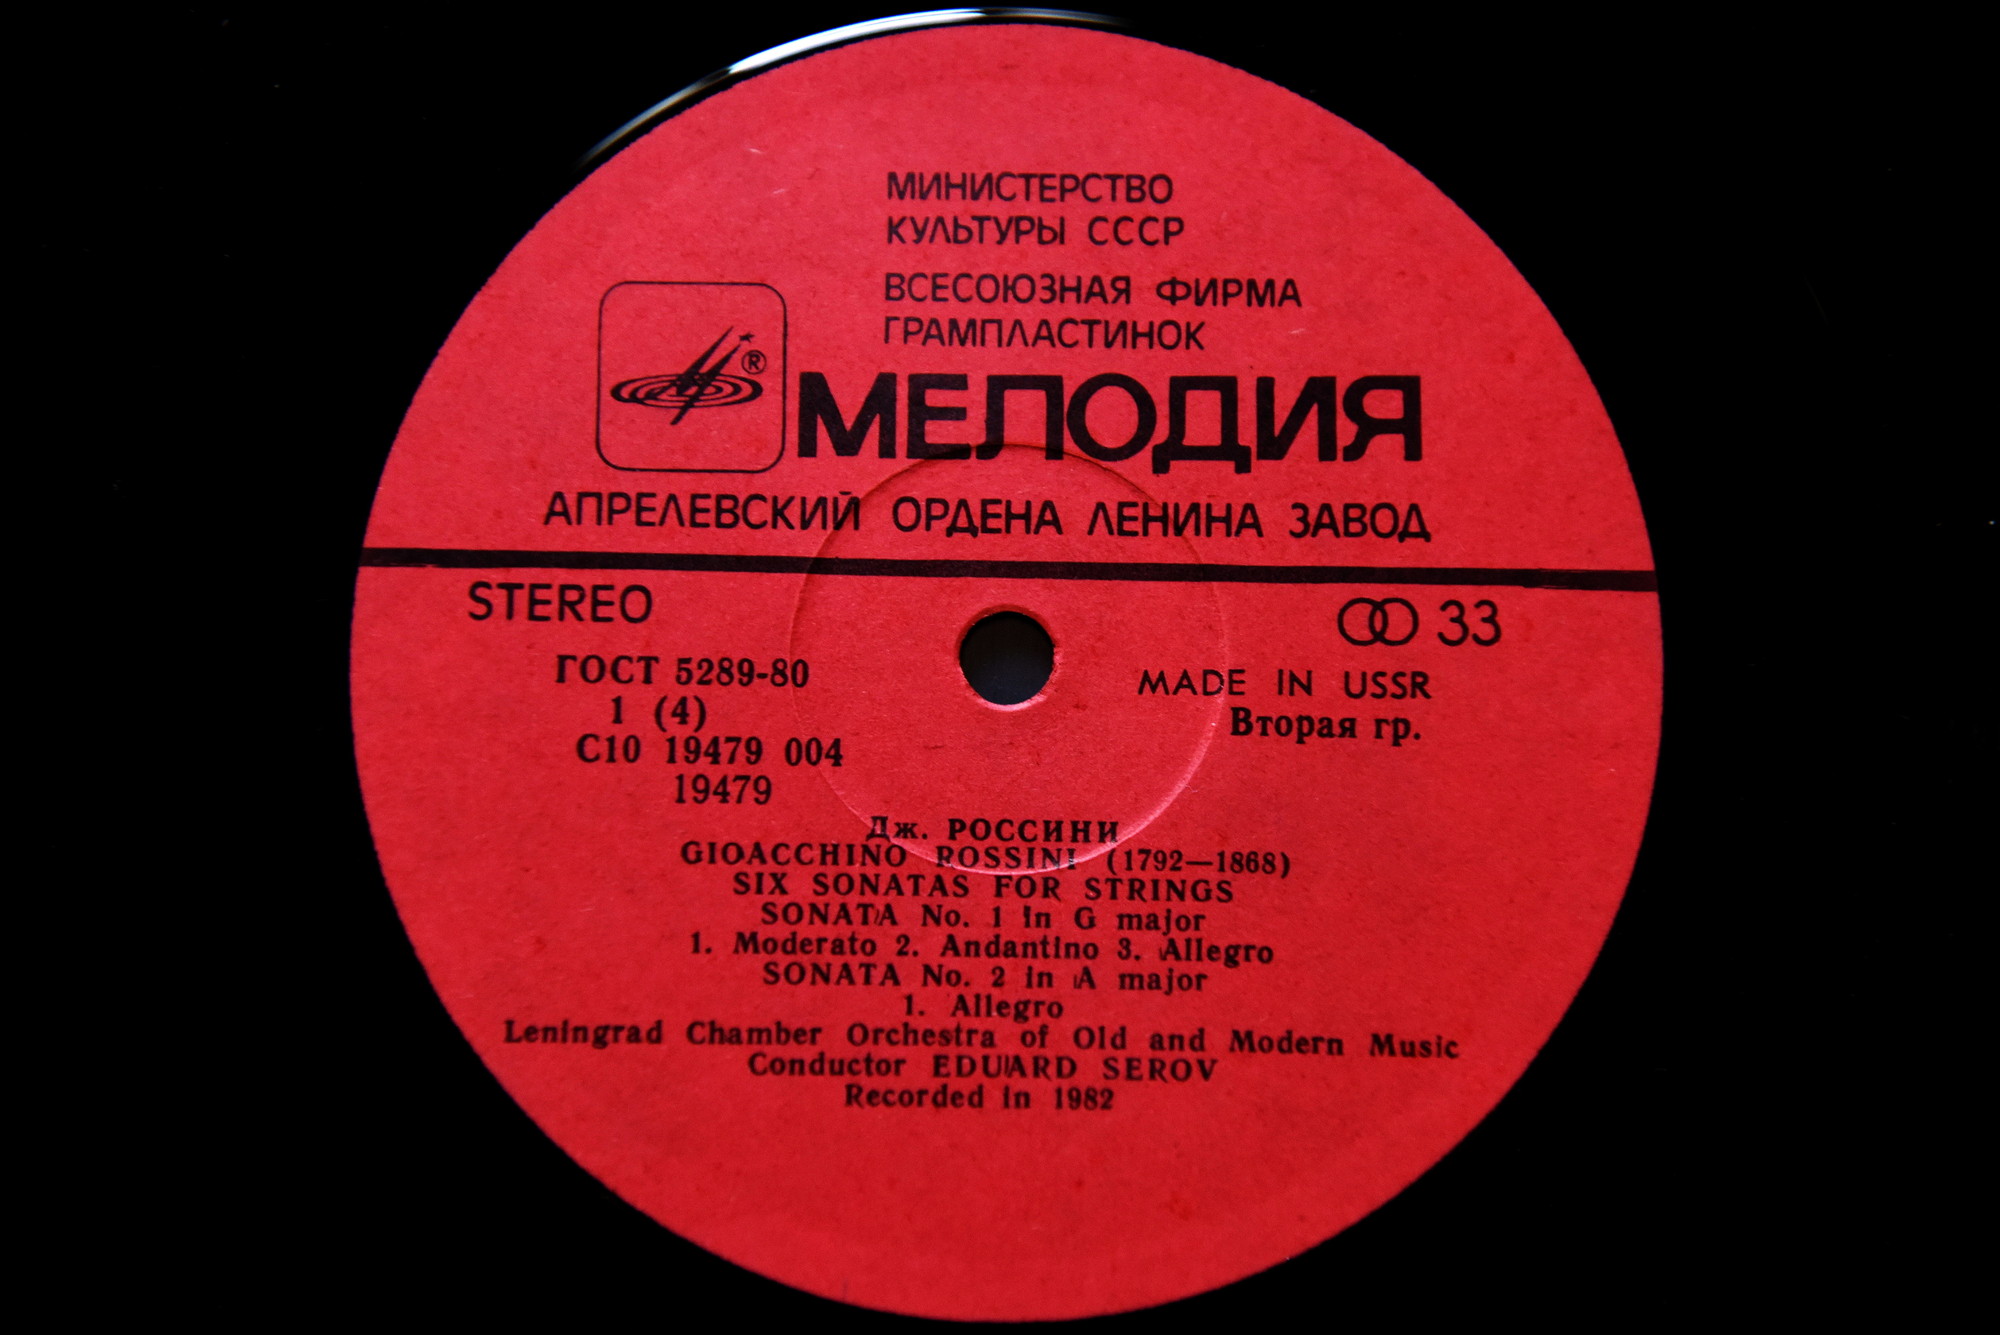 МИНИСТЕРСТВО
КУЛЬТУРЫ СССР
ВСЕСОЮЗНАЯ ФИРМА
ГРАМПЛАСТИНОК
®
МЕЛОДИЯ
АПРЕЛЕВСКИЙ ОРДЕНА ЛЕНИНА ЗАВОД
STEREO
33
ГОСТ 5289-80
MADE IN USSR
1 (4)
Вторая гр.
С10 19479 004
19479
Дж. РОССИНИ
GIOACCHINO ROSSINI (1792—1868)
SIX SONATAS FOR STRINGS
SONATA No. 1 in G major
1. Moderato 2. Andantino 3. Allegro
SONATA No. 2 in A major
1. Allegro
Leningrad Chamber Orchestra of Old and Modern Music
Conductor EDUARD SEROV
Recorded in 1982